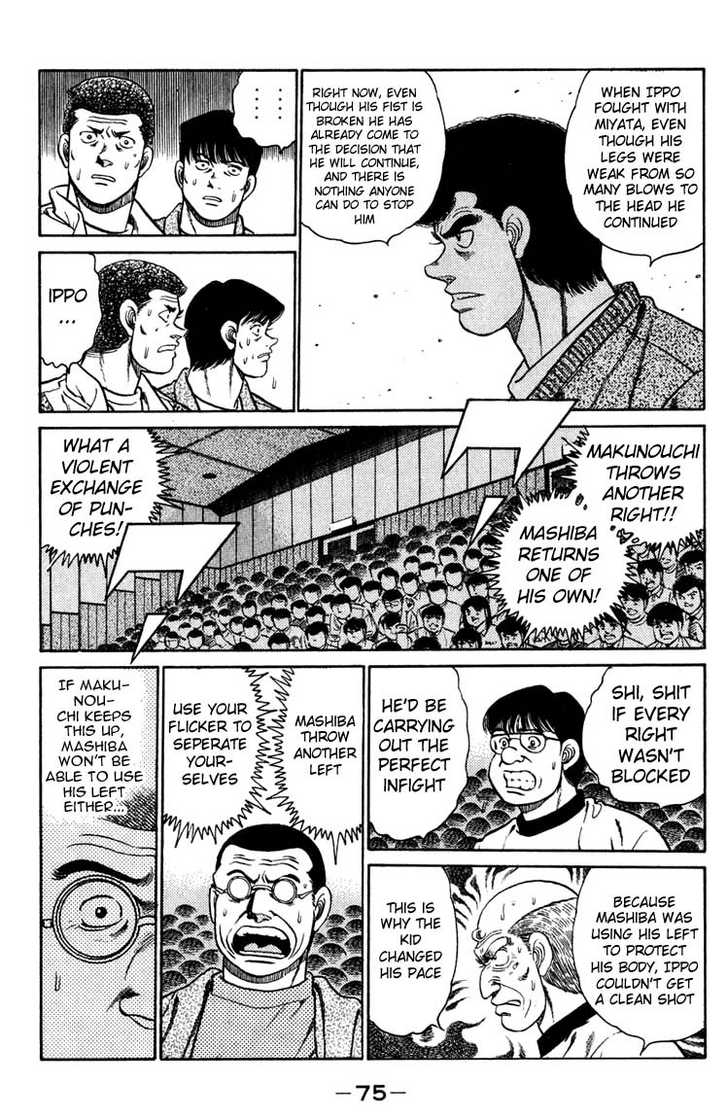 WHEN IPPO
FOUGHT WITH
MIYATA, EVEN
THOUGH HIS
LEGS WERE
WEAK FROM SO
MANY BLOWS TO
THE HEAD HE
CONTINUED
RIGHT NOW, EVEN
THOUGH HIS FIST IS
BROKEN HE HAS
ALREADY COME TO
THE DECISION THAT
HE WILL CONTINUE,
AND THERE IS
NOTHING ANYONE
CAN DO TO STOP
HIM
......
IPPO
...
MAKUNOUCHI
THROWS
ANOTHER
RIGHT!!
MASHIBA
RETURNS
ONE OF
HIS OWN!
WHAT A
VIOLENT
EXCHANGE
OF PUN-
CHES!
SHI, SHIT
IF EVERY
RIGHT
WASN'T
BLOCKED
HE'D BE
CARRYING
OUT THE
PERFECT
INFIGHT
BECAUSE
MASHIBA WAS
USING HIS LEFT
TO PROTECT
HIS BODY, IPPO
COULDN'T GET
A CLEAN SHOT
THIS IS
WHY THE
KID
CHANGED
HIS PACE
MASHIBA
THROW
ANOTHER
LEFT
USE YOUR
FLICKER TO
SEPERATE
YOUR-
SELVES
IF MAKU-
NOU-
CHI KEEPS
THIS UP,
MASHIBA
WON'T BE
ABLE TO USE
HIS LEFT
EITHER...
-75-